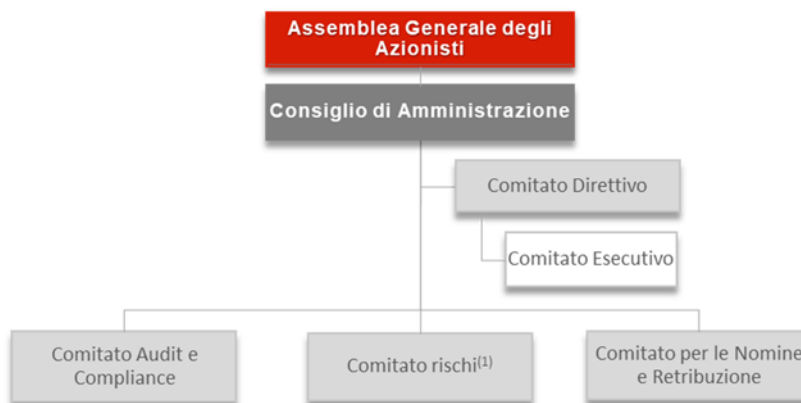 Assemblea Generale degli
Azionisti
Consiglio di Amministrazione
Comitato Direttivo
Comitato Esecutivo
Comitato Audit e
Compliance
Comitato rischi(1)
Comitato per le Nomine
e Retribuzione